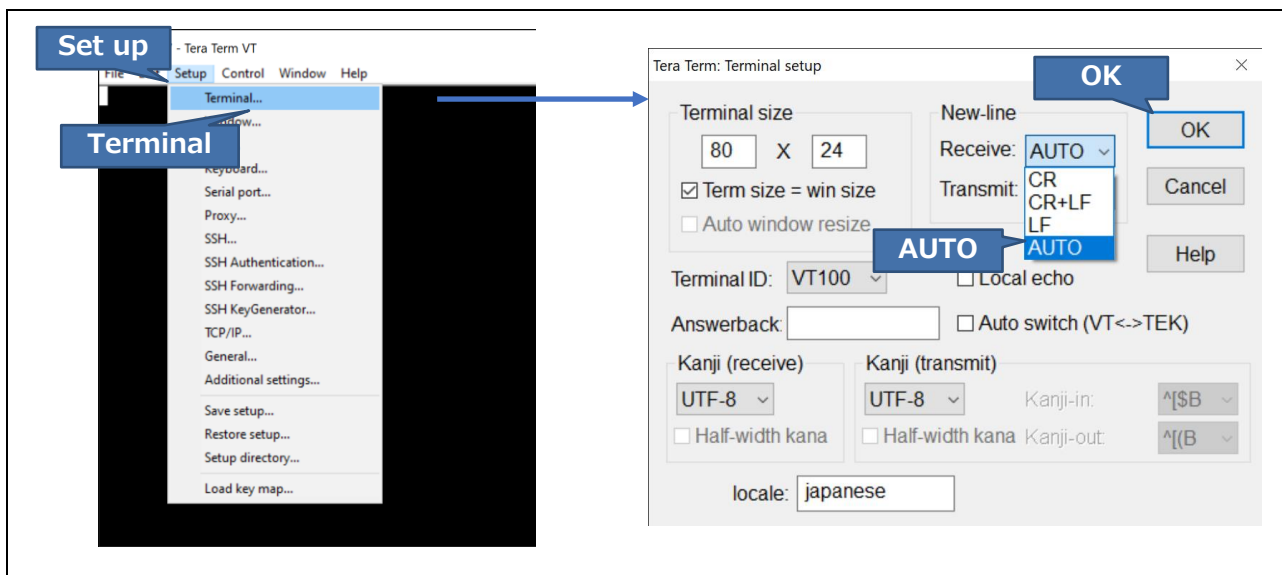 Set up
- Tera Term VT
File Setup Control Window Help
Terminal...
Terminal
Keyboard...
Serial port...
Proxy...
SSH...
SSH Authentication...
SSH Forwarding...
SSH KeyGenerator...
TCP/IP...
General...
Additional settings...
Save setup...
Restore setup...
Setup directory...
Load key map...
Tera Term: Terminal setup
OK
Terminal size
80 X 24
Term size = win size
Auto window resize
New-line
Receive: AUTO
Transmit:
CR
CR+LF
LF
AUTO
AUTO
OK
Cancel
Help
Terminal ID: VT100
Local echo
Answerback:
Auto switch (VT<->TEK)
Kanji (receive)
UTF-8
Half-width kana
Kanji (transmit)
UTF-8
Half-width kana
Kanji-in: ^[$B
Kanji-out: ^[(B
locale: japanese